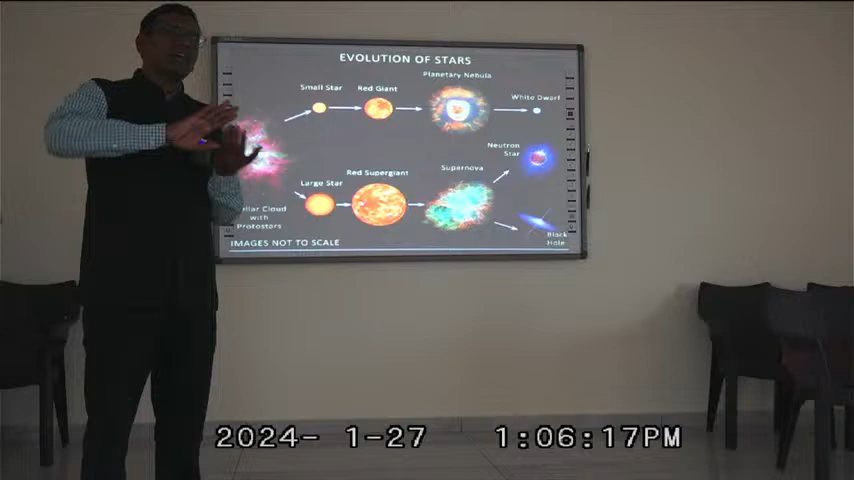 EVOLUTION OF STARS
Planetary Nebula
Small Star
Red Giant
White Dwarf
Neutron
Star
Red Supergiant
Supernova
Large Star
Cloud
with
Protostars
Black
Hole
IMAGES NOT TO SCALE
2024- 1-27 1:06:17PM